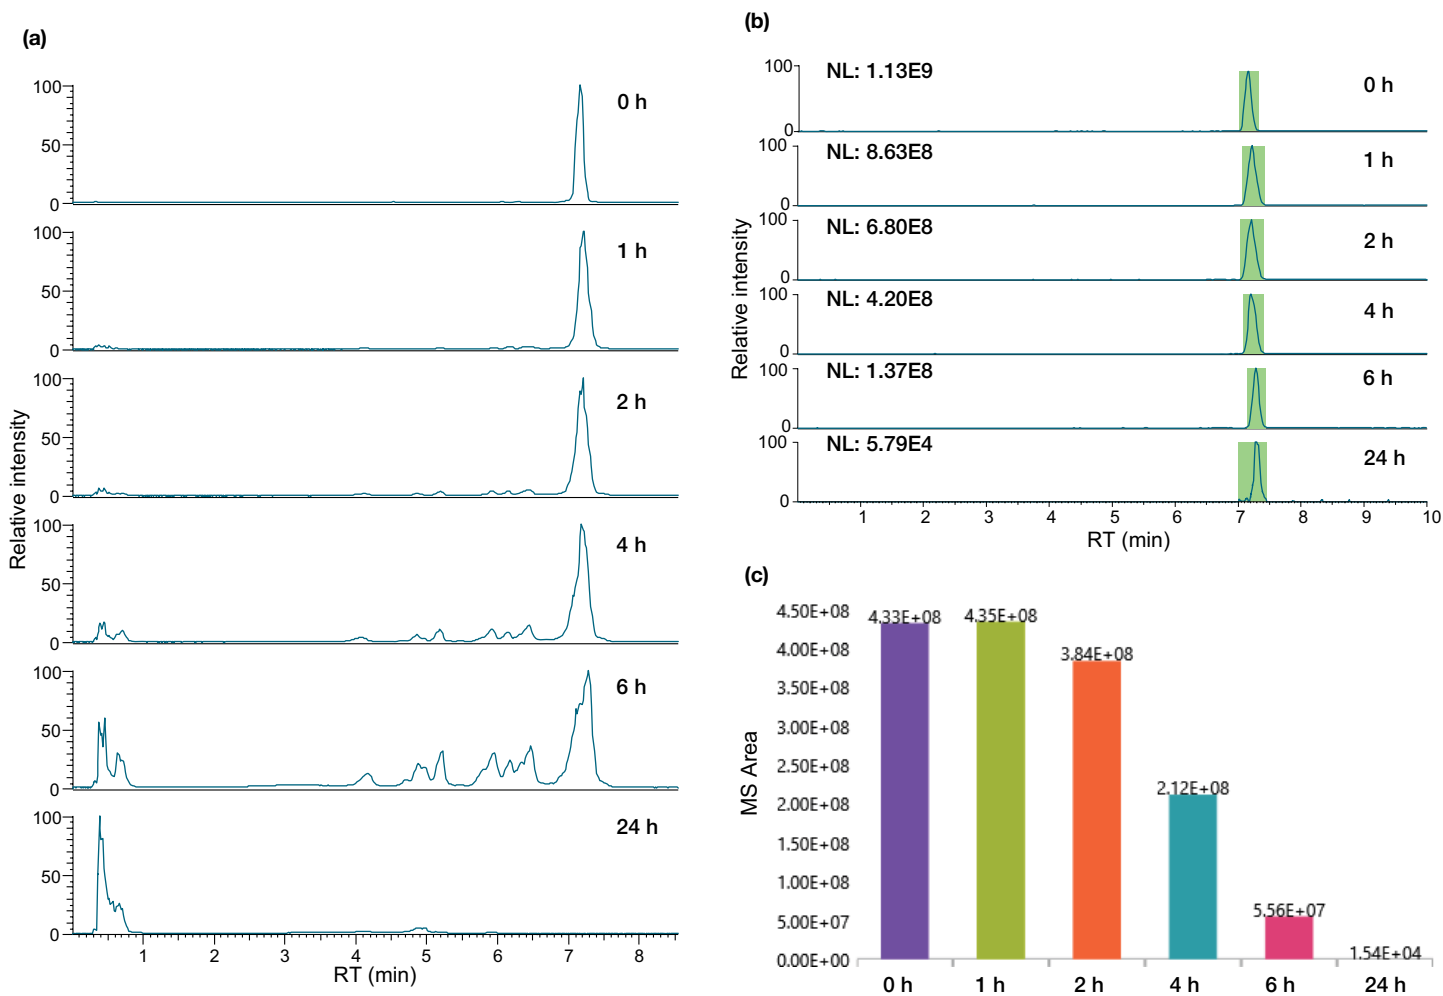 (a)
Relative intensity
100
50
0
0 h
100
50
0
1 h
100
50
0
2 h
100
50
0
4 h
100
50
0
6 h
100
50
0
24 h
1 2 3 4 5 6 7 8
RT (min)
(b)
Relative intensity
100
0
NL: 1.13E9
0 h
100
0
NL: 8.63E8
1 h
100
0
NL: 6.80E8
2 h
100
0
NL: 4.20E8
4 h
100
0
NL: 1.37E8
6 h
100
0
NL: 5.79E4
24 h
1 2 3 4 5 6 7 8 9 10
RT (min)
(c)
MS Area
4.50E+08
4.00E+08
3.50E+08
3.00E+08
2.50E+08
2.00E+08
1.50E+08
1.00E+08
5.00E+07
0.00E+00
4.33E+08
4.35E+08
3.84E+08
2.12E+08
5.56E+07
1.54E+04
0 h 1 h 2 h 4 h 6 h 24 h